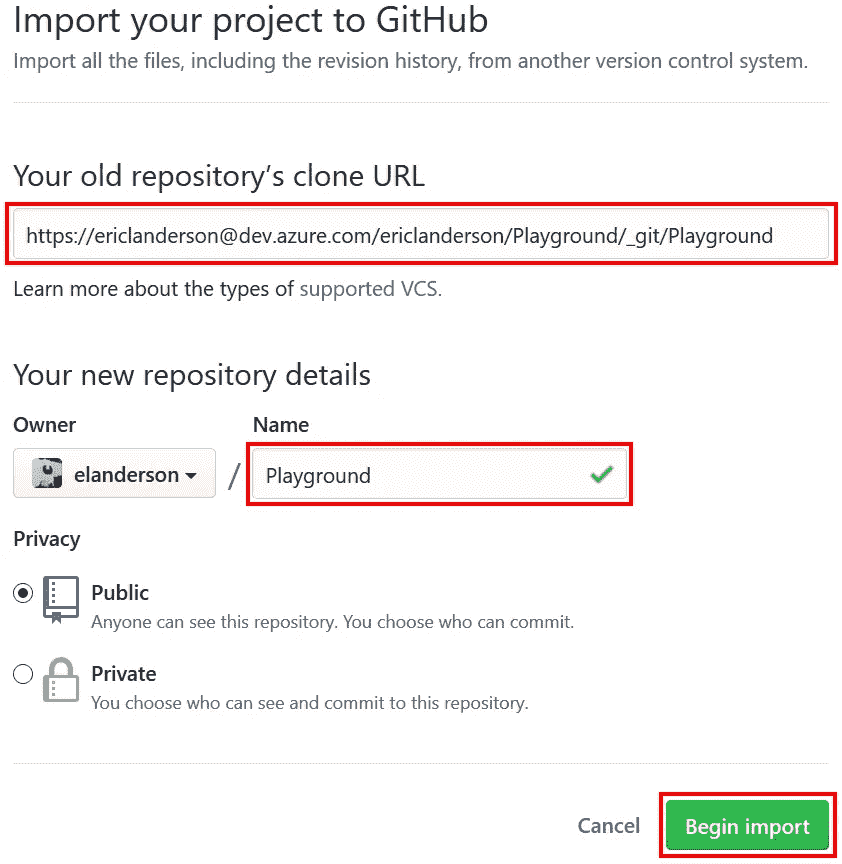 Import your project to GitHub
Import all the files, including the revision history, from another version control system.
Your old repository's clone URL
https://ericlanderson@dev.azure.com/ericlanderson/Playground/_git/Playground
Learn more about the types of supported VCS.
Your new repository details
Owner Name
elanderson / Playground
Privacy
Public
Anyone can see this repository. You choose who can commit.
Private
You choose who can see and commit to this repository.
Cancel Begin import